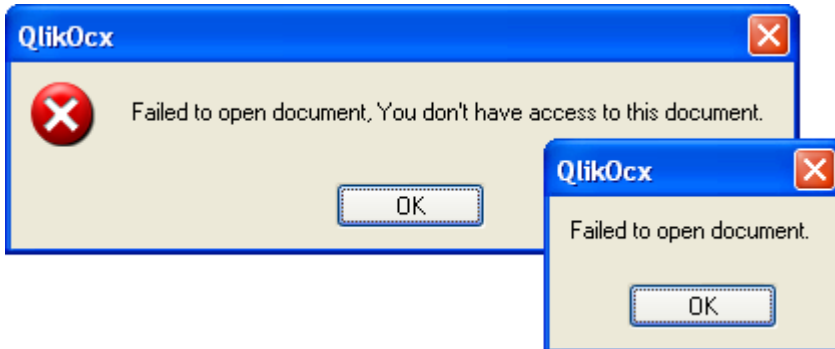 QlikOcx
Failed to open document, You don't have access to this document.
OK
QlikOcx
Failed to open document.
OK